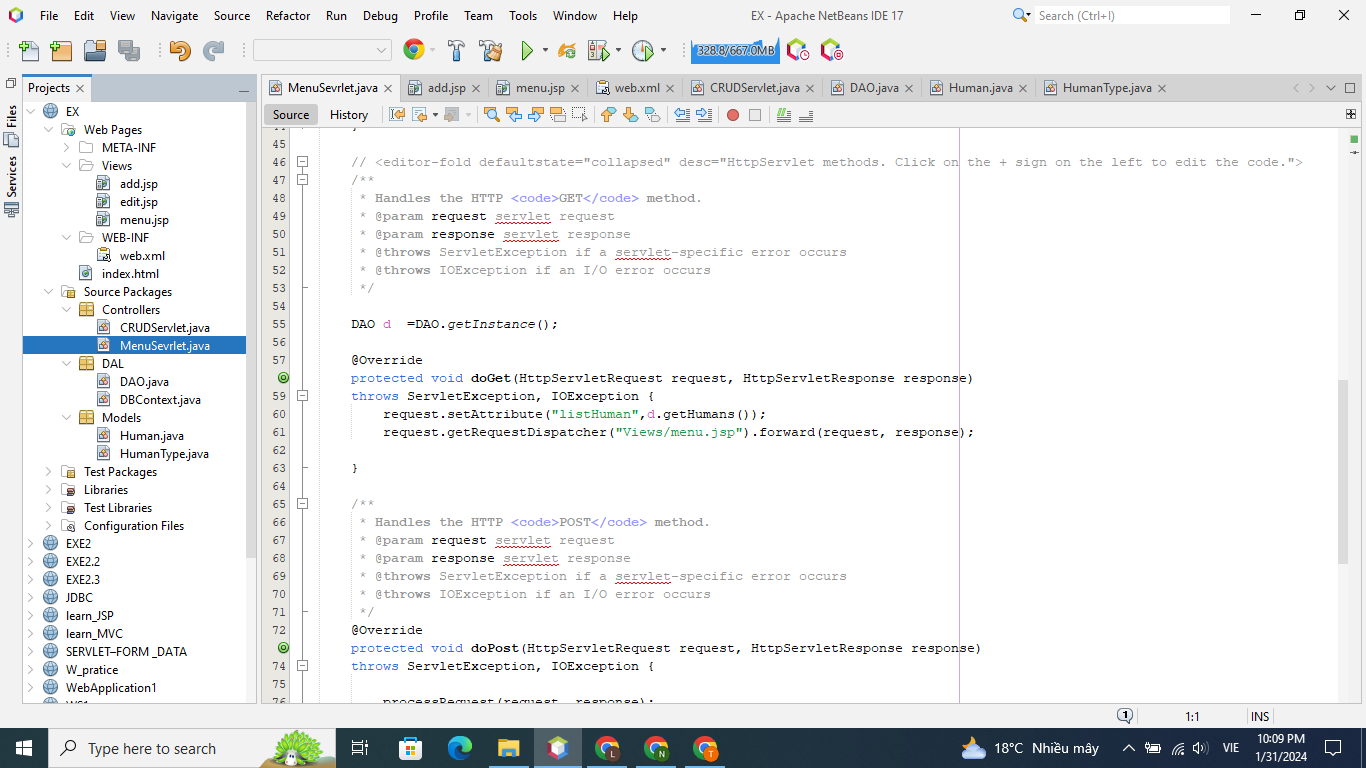 File Edit View Navigate Source Refactor Run Debug Profile Team Tools Window Help
EX - Apache NetBeans IDE 17
Search (Ctrl+I)
328.8/667.0MB
Projects
Files
Services
EX
Web Pages
META-INF
Views
add.jsp
edit.jsp
menu.jsp
WEB-INF
web.xml
index.html
Source Packages
Controllers
CRUDServlet.java
MenuSevrlet.java
DAL
DAO.java
DBContext.java
Models
Human.java
HumanType.java
Test Packages
Libraries
Test Libraries
Configuration Files
EXE2
EXE2.2
EXE2.3
JDBC
learn_JSP
learn_MVC
SERVLET--FORM _DATA
W_pratice
WebApplication1
MenuSevrlet.java add.jsp menu.jsp web.xml CRUDServlet.java DAO.java Human.java HumanType.java
Source History
45
46 // <editor-fold defaultstate="collapsed" desc="HttpServlet methods. Click on the + sign on the left to edit the code.">
47 /**
48 * Handles the HTTP <code>GET</code> method.
49 * @param request servlet request
50 * @param response servlet response
51 * @throws ServletException if a servlet-specific error occurs
52 * @throws IOException if an I/O error occurs
53 */
54
55 DAO d  =DAO.getInstance();
56
57 @Override
protected void doGet(HttpServletRequest request, HttpServletResponse response)
59 throws ServletException, IOException {
60 request.setAttribute("listHuman",d.getHumans());
61 request.getRequestDispatcher("Views/menu.jsp").forward(request, response);
62
63 }
64
65 /**
66 * Handles the HTTP <code>POST</code> method.
67 * @param request servlet request
68 * @param response servlet response
69 * @throws ServletException if a servlet-specific error occurs
70 * @throws IOException if an I/O error occurs
71 */
72 @Override
protected void doPost(HttpServletRequest request, HttpServletResponse response)
74 throws ServletException, IOException {
75
76 processRequest(request, response);
1
1:1 INS
Type here to search
L N T
18°C Nhiều mây
VIE
10:09 PM
1/31/2024